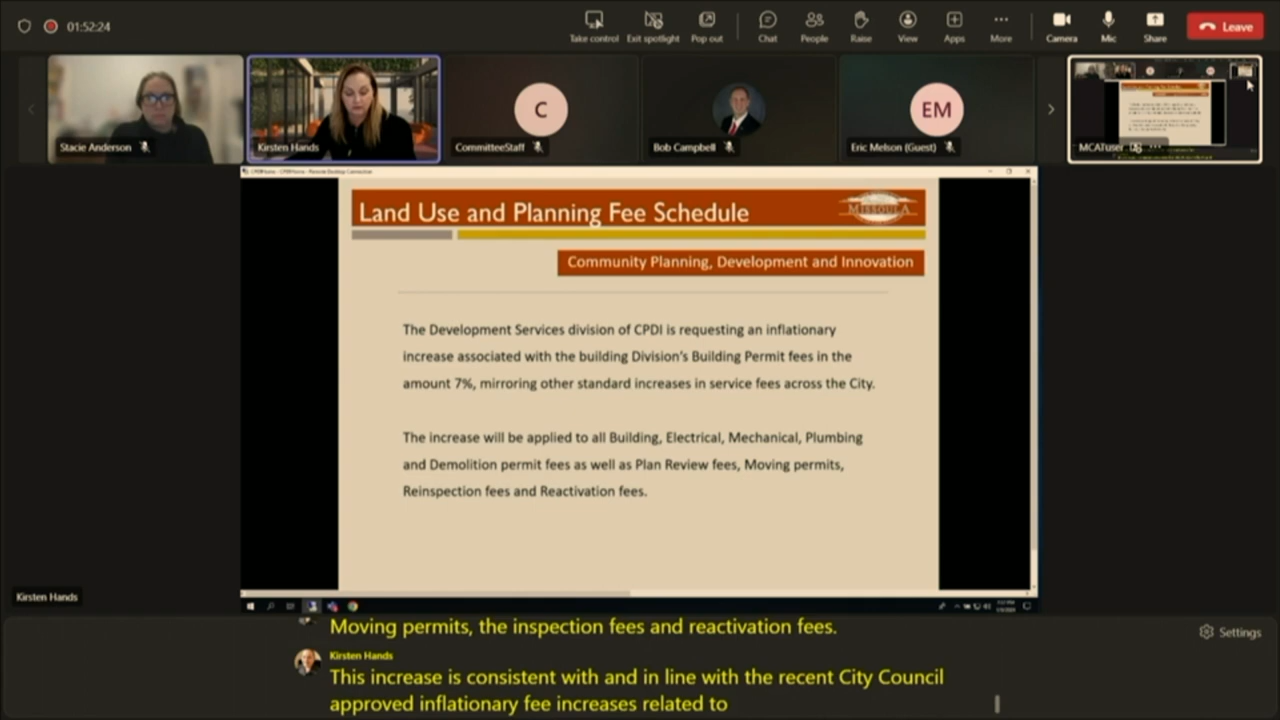 01:52:24
Take control
Exit spotlight
Pop out
Chat
People
Raise
View
Apps
More
Camera
Mic
Share
Leave
Stacie Anderson
Kirsten Hands
C
CommitteeStaff
Bob Campbell
EM
Eric Melson (Guest)
MCATuser
Land Use and Planning Fee Schedule
MISSOULA
Community Planning, Development and Innovation
The Development Services division of CPDI is requesting an inflationary
increase associated with the building Division's Building Permit fees in the
amount 7%, mirroring other standard increases in service fees across the City.
The increase will be applied to all Building, Electrical, Mechanical, Plumbing
and Demolition permit fees as well as Plan Review fees, Moving permits,
Reinspection fees and Reactivation fees.
Kirsten Hands
Moving permits, the inspection fees and reactivation fees.
Settings
Kirsten Hands
This increase is consistent with and in line with the recent City Council
approved inflationary fee increases related to